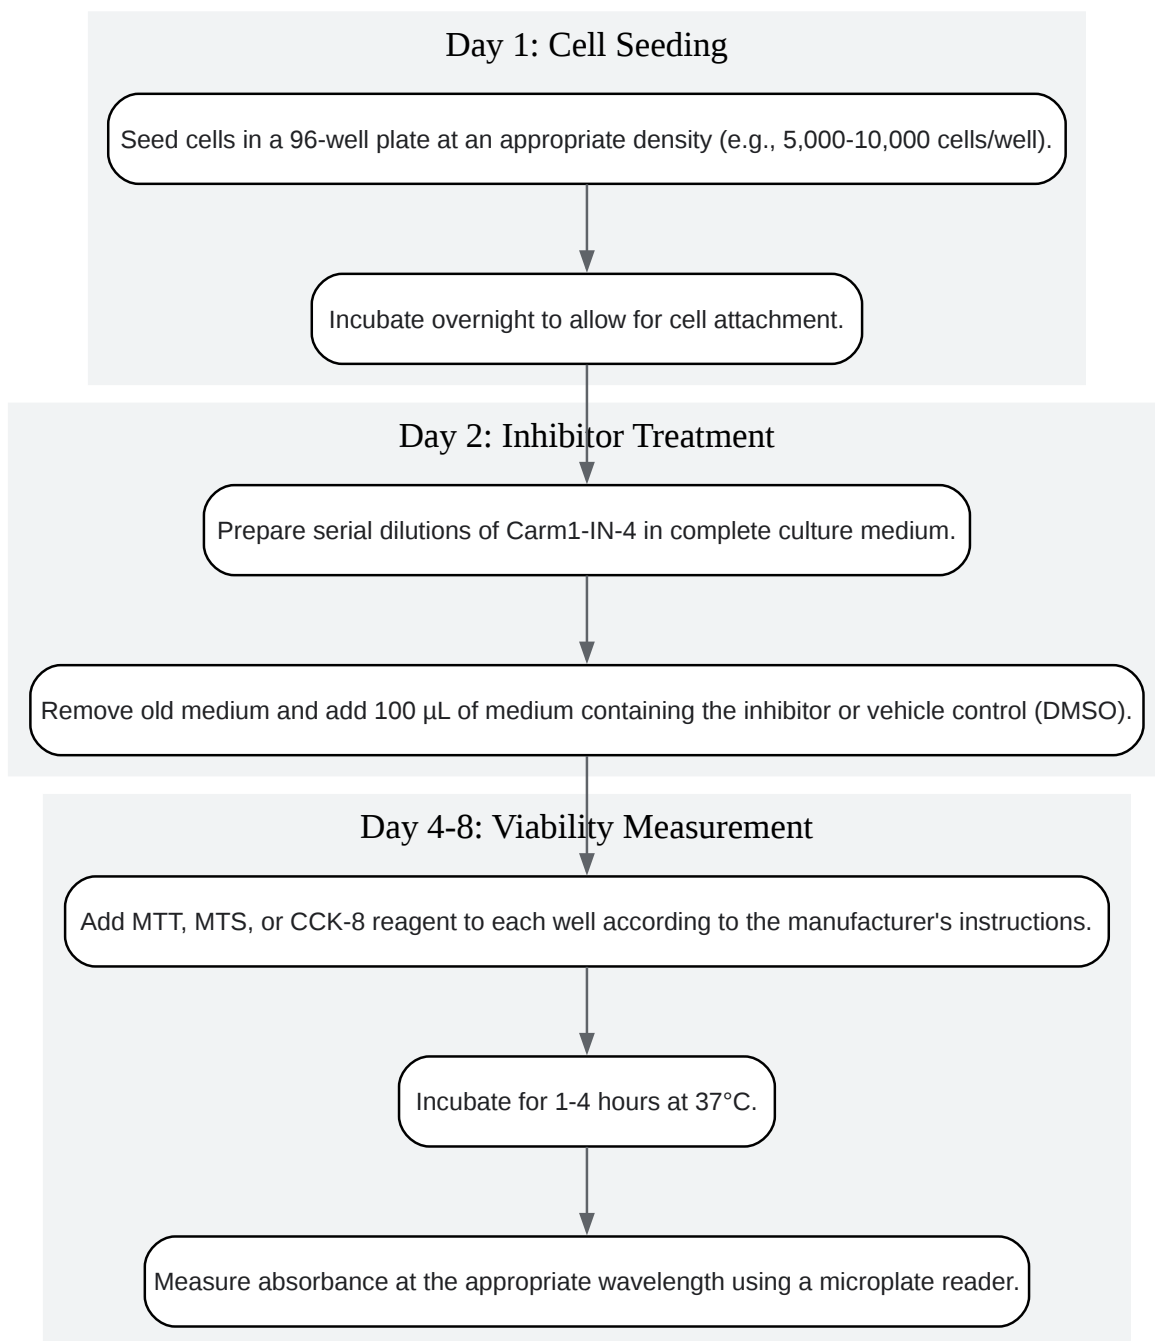 Day 1: Cell Seeding
Seed cells in a 96-well plate at an appropriate density (e.g., 5,000-10,000 cells/well).
Incubate overnight to allow for cell attachment.
Day 2: Inhibitor Treatment
Prepare serial dilutions of Carm1-IN-4 in complete culture medium.
Remove old medium and add 100 µL of medium containing the inhibitor or vehicle control (DMSO).
Day 4-8: Viability Measurement
Add MTT, MTS, or CCK-8 reagent to each well according to the manufacturer's instructions.
Incubate for 1-4 hours at 37°C.
Measure absorbance at the appropriate wavelength using a microplate reader.